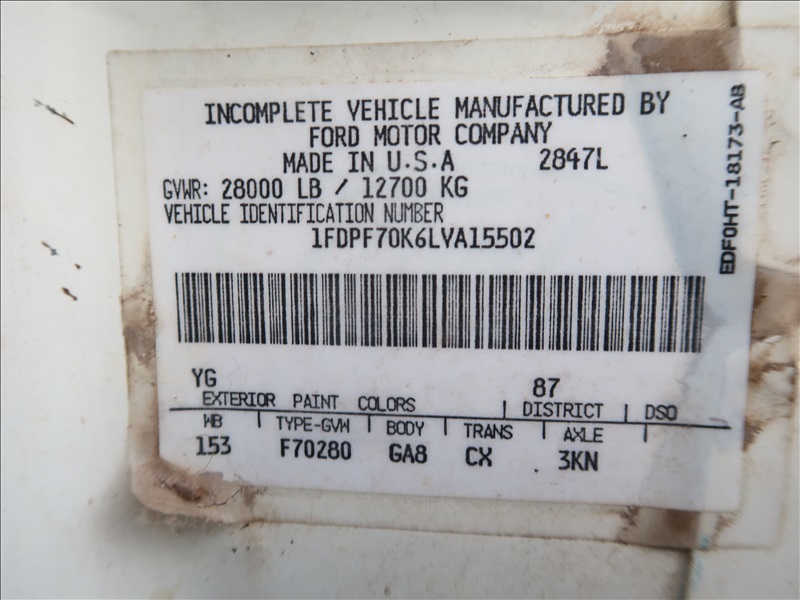 INCOMPLETE VEHICLE MANUFACTURED BY
FORD MOTOR COMPANY
MADE IN U.S.A 2847L
GVWR: 28000 LB / 12700 KG
VEHICLE IDENTIFICATION NUMBER
1FDPF70K6LVA15502
YG 87
EXTERIOR PAINT COLORS DISTRICT DSO
WB TYPE-GVW BODY TRANS AXLE
153 F70280 GA8 CX 3KN
EDF0HT-18173-AB